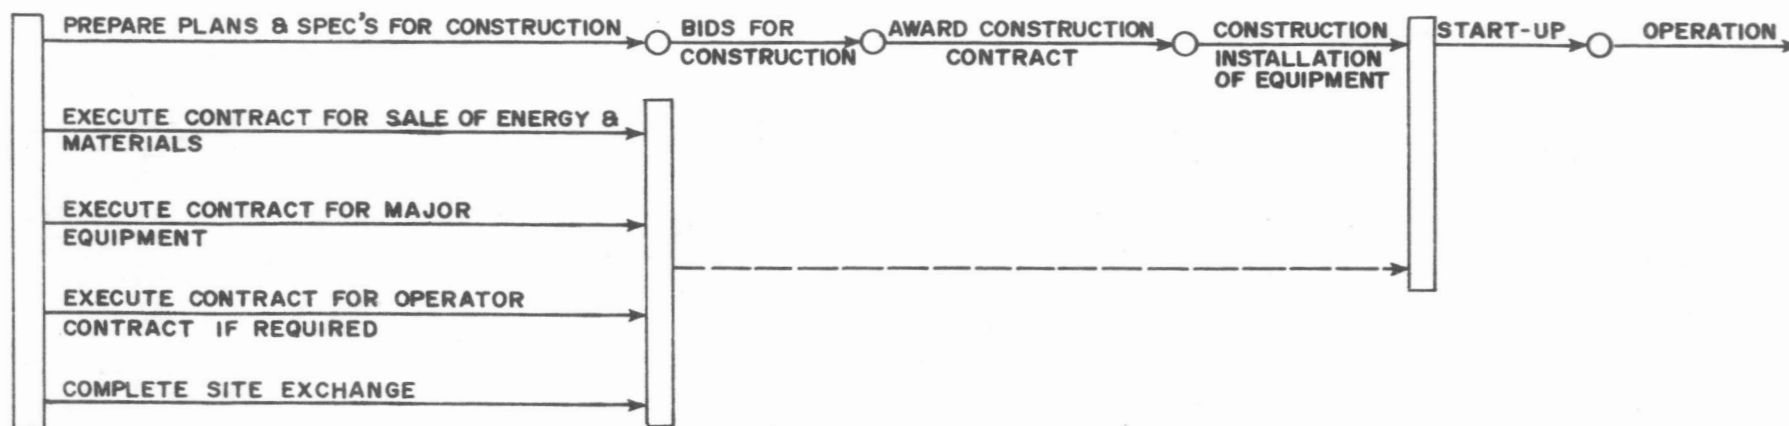 PREPARE PLANS & SPEC'S FOR CONSTRUCTION
BIDS FOR
CONSTRUCTION
AWARD CONSTRUCTION
CONTRACT
CONSTRUCTION
INSTALLATION
OF EQUIPMENT
START-UP
OPERATION
EXECUTE CONTRACT FOR SALE OF ENERGY &
MATERIALS
EXECUTE CONTRACT FOR MAJOR
EQUIPMENT
EXECUTE CONTRACT FOR OPERATOR
CONTRACT IF REQUIRED
COMPLETE SITE EXCHANGE